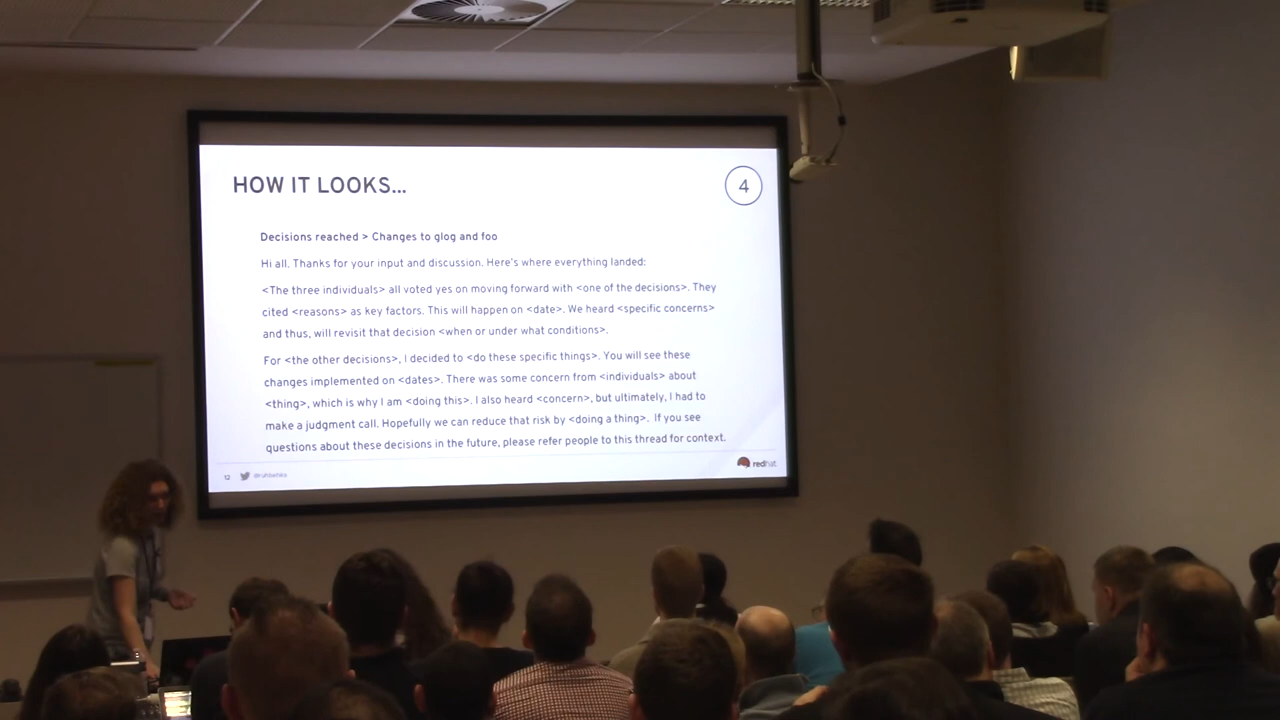 HOW IT LOOKS...
4
Decisions reached > Changes to glog and foo
Hi all. Thanks for your input and discussion. Here's where everything landed:
<The three individuals> all voted yes on moving forward with <one of the decisions>. They
cited <reasons> as key factors. This will happen on <date>. We heard <specific concerns>
and thus, will revisit that decision <when or under what conditions>.
For <the other decisions>, I decided to <do these specific things>. You will see these
changes implemented on <dates>. There was some concern from <individuals> about
<thing>, which is why I am <doing this>. I also heard <concern>, but ultimately, I had to
make a judgment call. Hopefully we can reduce that risk by <doing a thing>. If you see
questions about these decisions in the future, please refer people to this thread for context.
12
redhat.